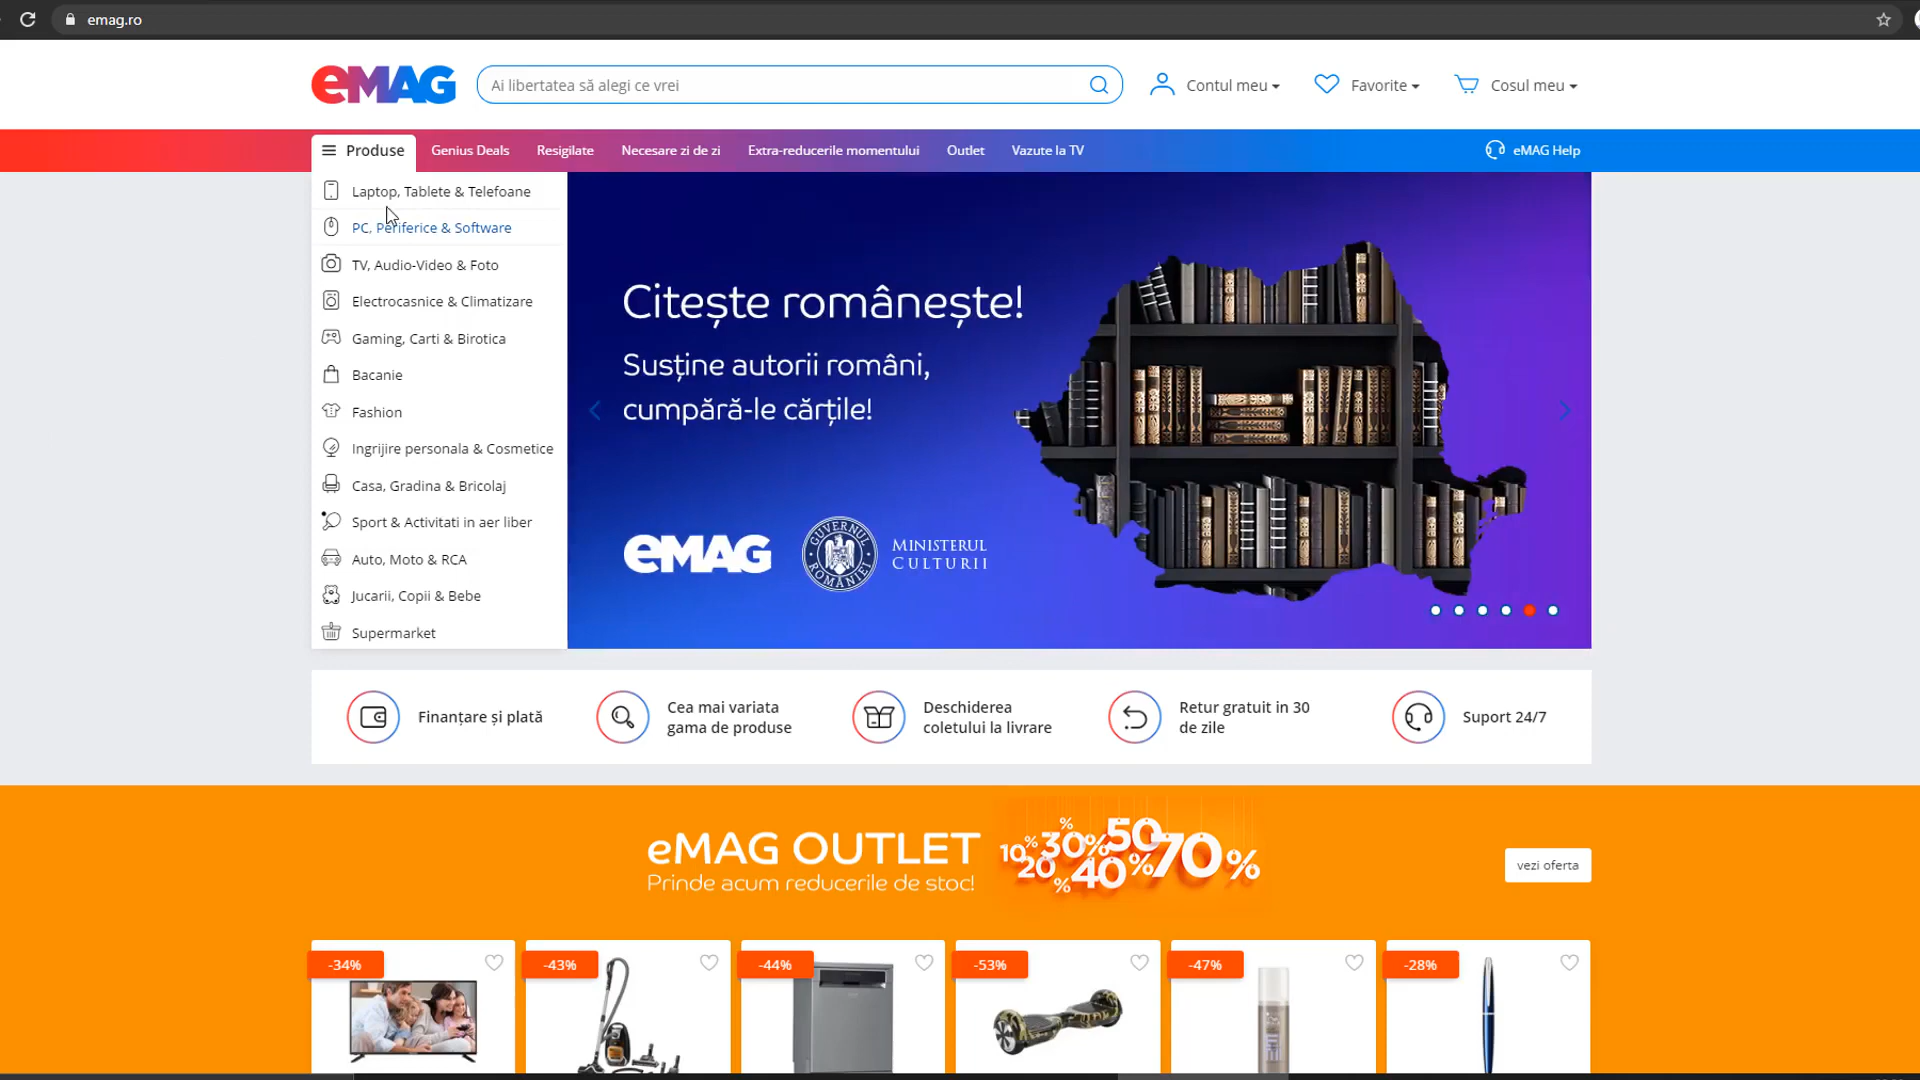 emag.ro
eMAG
Ai libertatea să alegi ce vrei
Contul meu
Favorite
Cosul meu
Produse
Genius Deals
Resigilate
Necesare zi de zi
Extra-reducerile momentului
Outlet
Vazute la TV
eMAG Help
Laptop, Tablete & Telefoane
PC, Periferice & Software
TV, Audio-Video & Foto
Electrocasnice & Climatizare
Gaming, Carti & Birotica
Bacanie
Fashion
Ingrijire personala & Cosmetice
Casa, Gradina & Bricolaj
Sport & Activitati in aer liber
Auto, Moto & RCA
Jucarii, Copii & Bebe
Supermarket
Citește românește!
Susține autorii români,
cumpără-le cărțile!
eMAG
GUVERNUL ROMÂNIEI
MINISTERUL
CULTURII
Finanțare și plată
Cea mai variata
gama de produse
Deschiderea
coletului la livrare
Retur gratuit in 30
de zile
Suport 24/7
eMAG OUTLET
Prinde acum reducerile de stoc!
10% 20% 30% 40% 50% 70%
vezi oferta
-34%
-43%
-44%
-53%
-47%
-28%